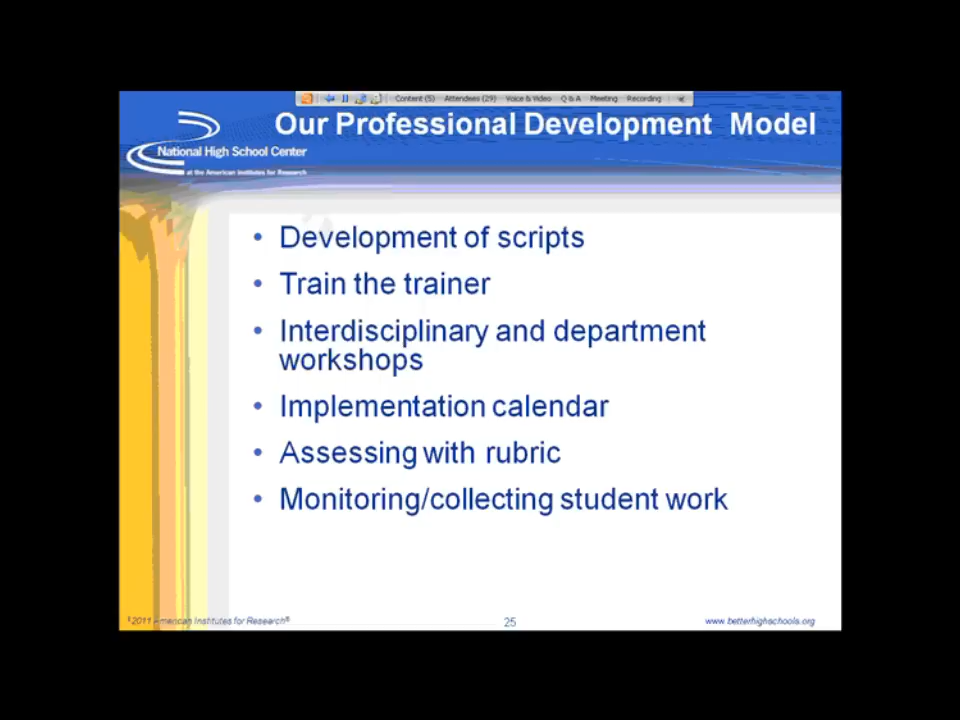 Content (5) Attendees (29) Voice & Video Q & A Meeting Recording
Our Professional Development Model
National High School Center
at the American Institutes for Research
• Development of scripts
• Train the trainer
• Interdisciplinary and department
workshops
• Implementation calendar
• Assessing with rubric
• Monitoring/collecting student work
2011 American Institutes for Research®
25
www.betterhighschools.org